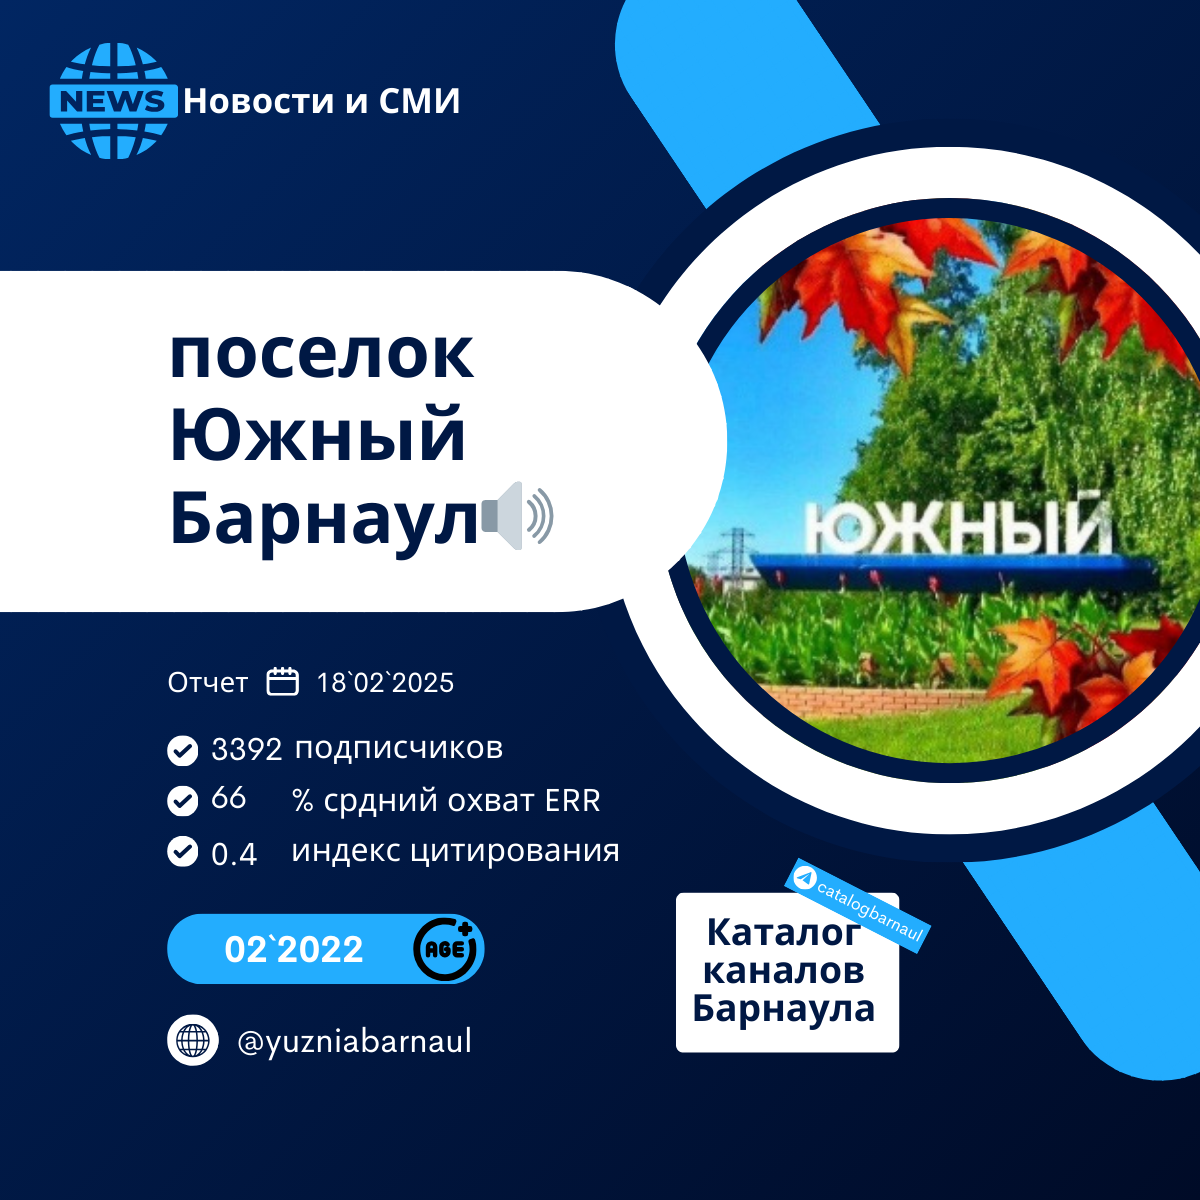 NEWS Новости и СМИ
поселок
Южный
Барнаул
ЮЖНЫЙ
Отчет 18`02`2025
3392 подписчиков
66 % срдний охват ERR
0.4 индекс цитирования
02`2022 AGE+
@yuzniabarnaul
catalogbarnaul
Каталог
каналов
Барнаула